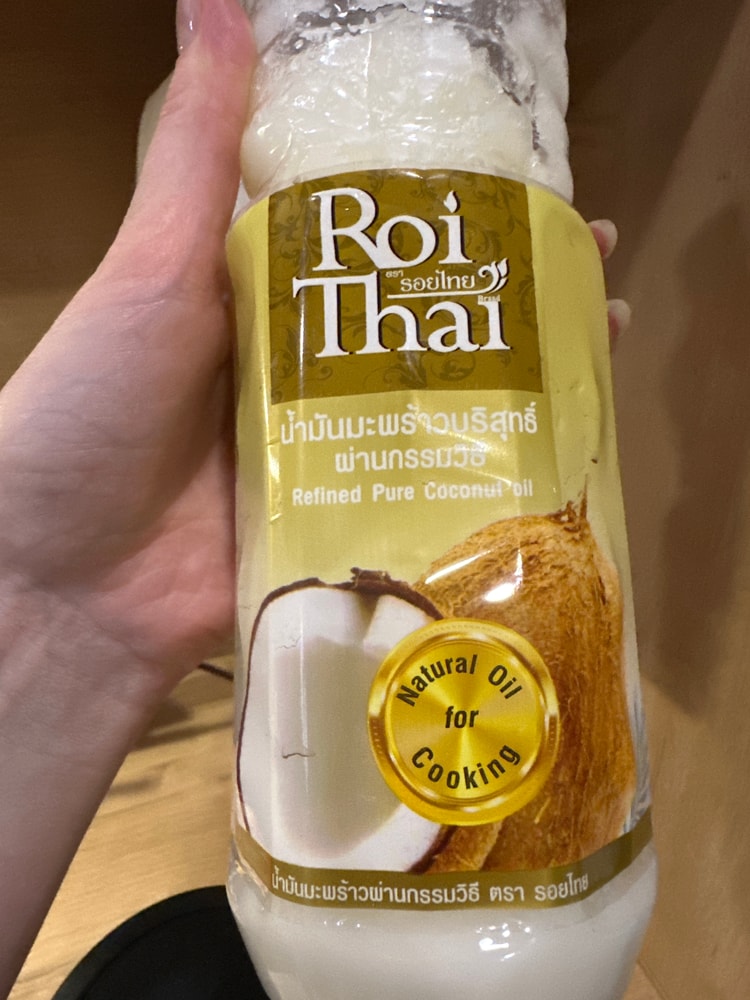 Roi
ตรา รอยไทย
Brand
Thai
น้ำมันมะพร้าวบริสุทธิ์
ผ่านกรรมวิธี
Refined Pure Coconut oil
Natural Oil
for
Cooking
น้ำมันมะพร้าวผ่านกรรมวิธี ตรา รอยไทย